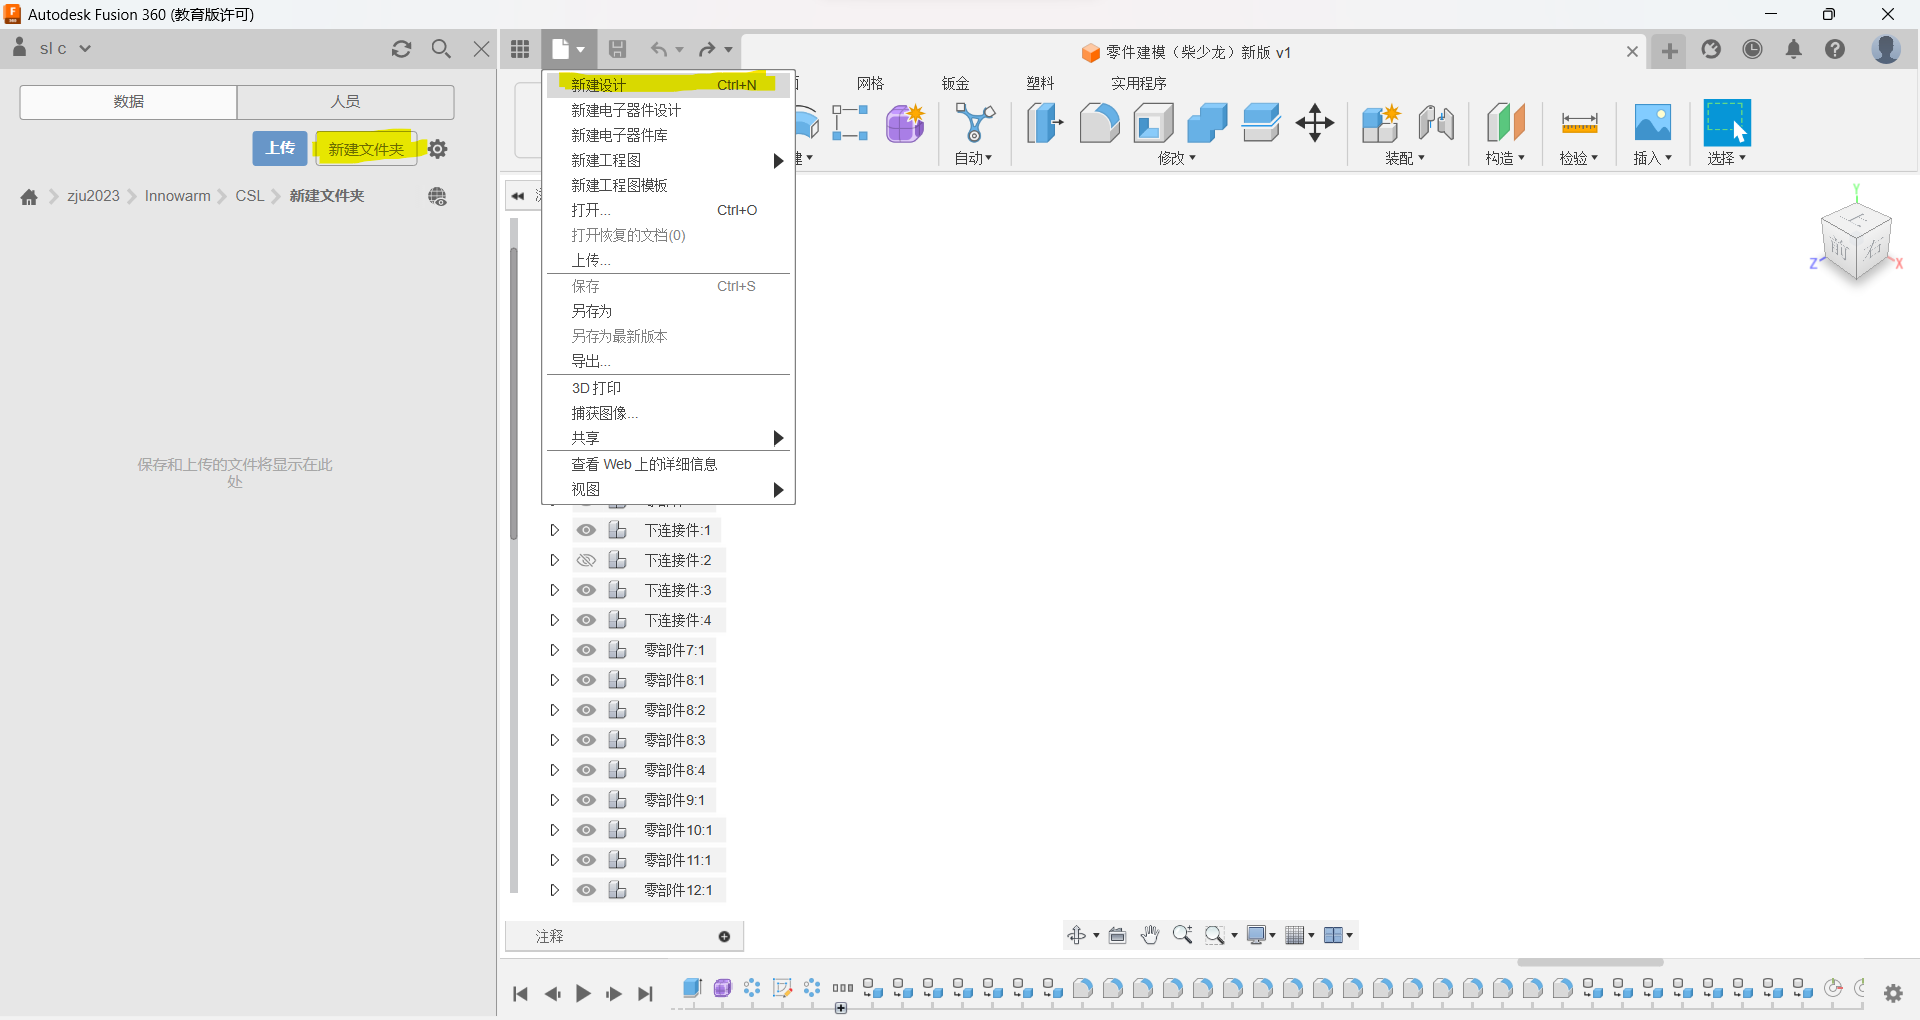 Autodesk Fusion 360 (教育版许可)
sl c
零件建模（柴少龙）新版 v1
数据
人员
上传
新建文件夹
zju2023
Innowarm
CSL
新建文件夹
保存和上传的文件将显示在此
处
新建设计 Ctrl+N
新建电子器件设计
新建电子器件库
新建工程图
新建工程图模板
打开... Ctrl+O
打开恢复的文档(0)
上传...
保存 Ctrl+S
另存为
另存为最新版本
导出...
3D 打印
捕获图像...
共享
查看 Web 上的详细信息
视图
网格
钣金
塑料
实用程序
自动
修改
装配
构造
检验
插入
选择
上
前
右
Y
Z
X
下连接件:1
下连接件:2
下连接件:3
下连接件:4
零部件7:1
零部件8:1
零部件8:2
零部件8:3
零部件8:4
零部件9:1
零部件10:1
零部件11:1
零部件12:1
注释